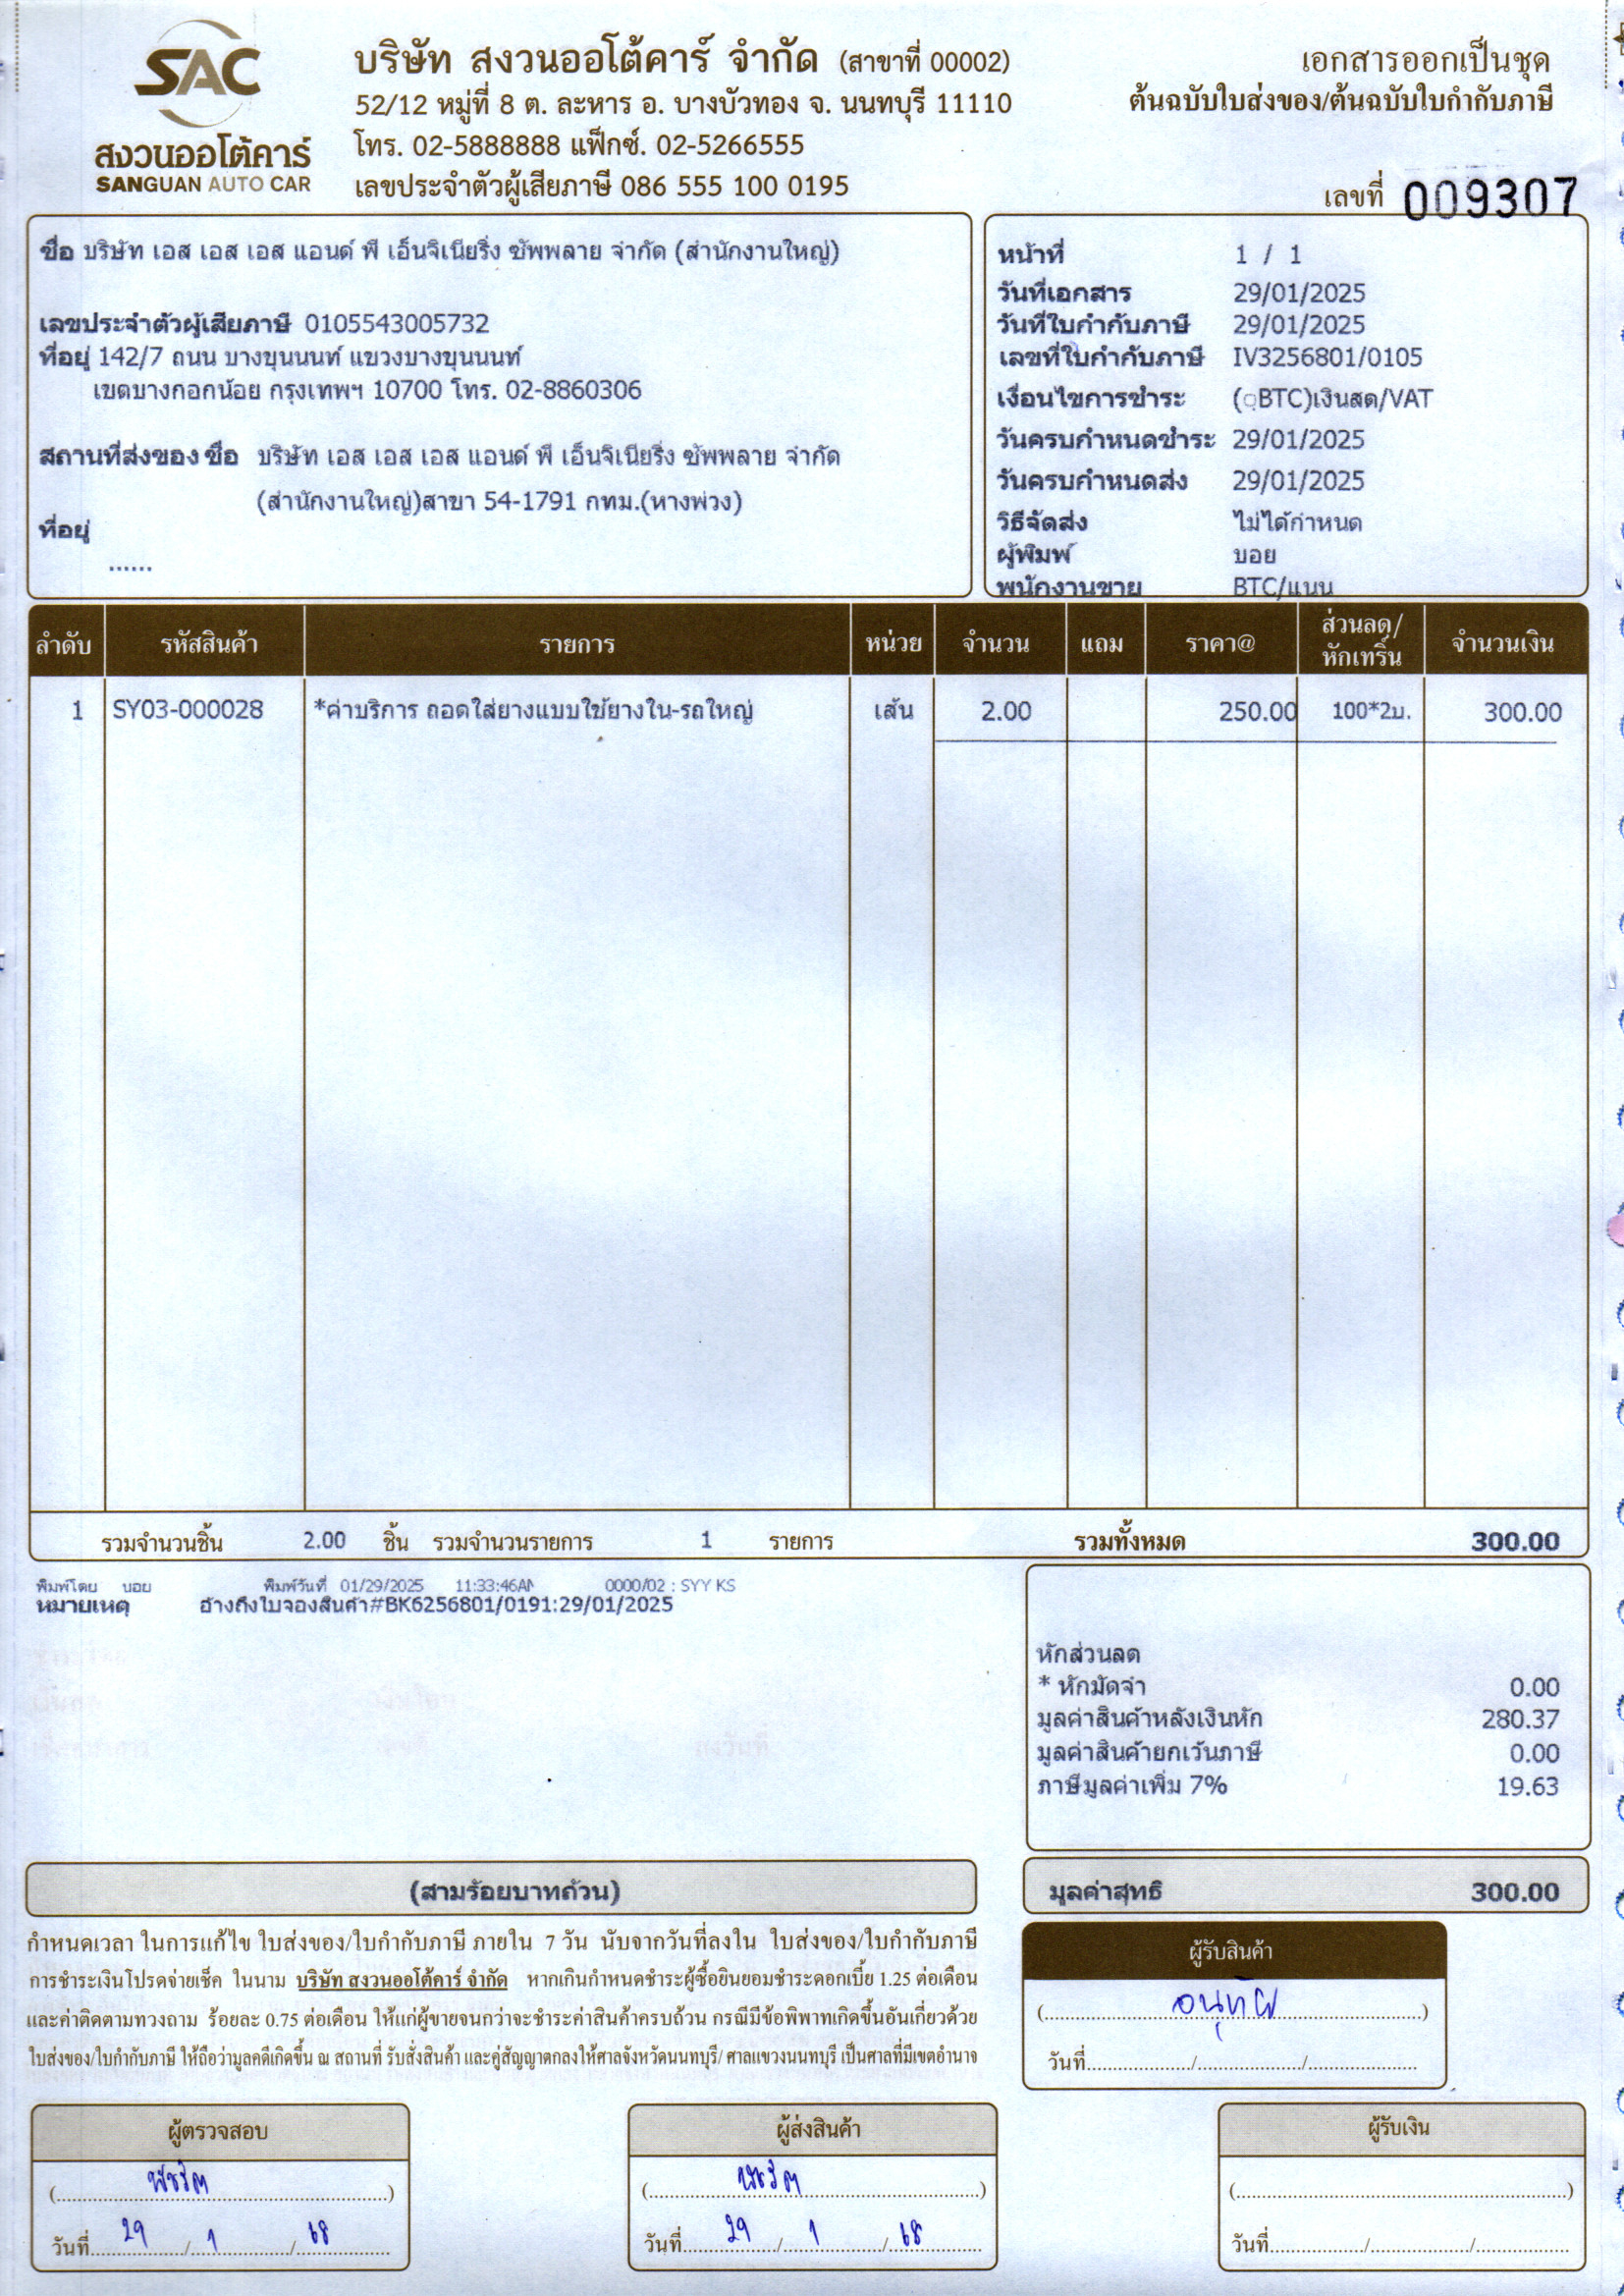 SAC
สงวนออโต้คาร์
SANGUAN AUTO CAR
บริษัท สงวนออโต้คาร์ จำกัด (สาขาที่ 00002)
52/12 หมู่ที่ 8 ต. ละหาร อ. บางบัวทอง จ. นนทบุรี 11110
โทร. 02-5888888 แฟ็กซ์. 02-5266555
เลขประจำตัวผู้เสียภาษี 086 555 100 0195
เอกสารออกเป็นชุด
ต้นฉบับใบส่งของ/ต้นฉบับใบกำกับภาษี
เลขที่ 009307
ชื่อ บริษัท เอส เอส เอส แอนด์ พี เอ็นจิเนียริ่ง ซัพพลาย จำกัด (สำนักงานใหญ่)
เลขประจำตัวผู้เสียภาษี 0105543005732
ที่อยู่ 142/7 ถนน บางขุนนนท์ แขวงบางขุนนนท์
เขตบางกอกน้อย กรุงเทพฯ 10700 โทร. 02-8860306
สถานที่ส่งของ ชื่อ บริษัท เอส เอส เอส แอนด์ พี เอ็นจิเนียริ่ง ซัพพลาย จำกัด
(สำนักงานใหญ่)สาขา 54-1791 กทม.(หางพ่วง)
ที่อยู่
......
หน้าที่ 1 / 1
วันที่เอกสาร 29/01/2025
วันที่ใบกำกับภาษี 29/01/2025
เลขที่ใบกำกับภาษี IV3256801/0105
เงื่อนไขการชำระ (ฺBTC)เงินสด/VAT
วันครบกำหนดชำระ 29/01/2025
วันครบกำหนดส่ง 29/01/2025
วิธีจัดส่ง ไม่ได้กำหนด
ผู้พิมพ์ บอย
พนักงานขาย BTC/แนน
ลำดับ รหัสสินค้า รายการ หน่วย จำนวน แถม ราคา@ ส่วนลด/หักเทริ์น จำนวนเงิน
1 SY03-000028 *ค่าบริการ ถอดใส่ยางแบบใช้ยางใน-รถใหญ่ เส้น 2.00 250.00 100*2บ. 300.00
รวมจำนวนชิ้น 2.00 ชิ้น รวมจำนวนรายการ 1 รายการ รวมทั้งหมด 300.00
พิมพ์โดย บอย พิมพ์วันที่ 01/29/2025 11:33:46AM 0000/02 : SYY KS
หมายเหตุ อ้างถึงใบจองสินค้า#BK6256801/0191:29/01/2025
หักส่วนลด
* หักมัดจำ 0.00
มูลค่าสินค้าหลังเงินหัก 280.37
มูลค่าสินค้ายกเว้นภาษี 0.00
ภาษีมูลค่าเพิ่ม 7% 19.63
(สามร้อยบาทถ้วน)
มูลค่าสุทธิ 300.00
กำหนดเวลา ในการแก้ไข ใบส่งของ/ใบกำกับภาษี ภายใน 7 วัน นับจากวันที่ลงใน ใบส่งของ/ใบกำกับภาษี
การชำระเงินโปรดจ่ายเช็ค ในนาม บริษัท สงวนออโต้คาร์ จำกัด หากเกินกำหนดชำระผู้ซื้อยินยอมชำระดอกเบี้ย 1.25 ต่อเดือน
และค่าติดตามทวงถาม ร้อยละ 0.75 ต่อเดือน ให้แก่ผู้ขายจนกว่าจะชำระค่าสินค้าครบถ้วน กรณีมีข้อพิพาทเกิดขึ้นอันเกี่ยวด้วย
ใบส่งของ/ใบกำกับภาษี ให้ถือว่ามูลคดีเกิดขึ้น ณ สถานที่ รับสั่งสินค้า และคู่สัญญาตกลงให้ศาลจังหวัดนนทบุรี/ ศาลแขวงนนทบุรี เป็นศาลที่มีเขตอำนาจ
ผู้รับสินค้า
(....................)
วันที่........../........../..........
ผู้ตรวจสอบ
(....................)
วันที่ 29 / 1 / 68
ผู้ส่งสินค้า
(....................)
วันที่ 29 / 1 / 68
ผู้รับเงิน
(....................)
วันที่........../........../..........